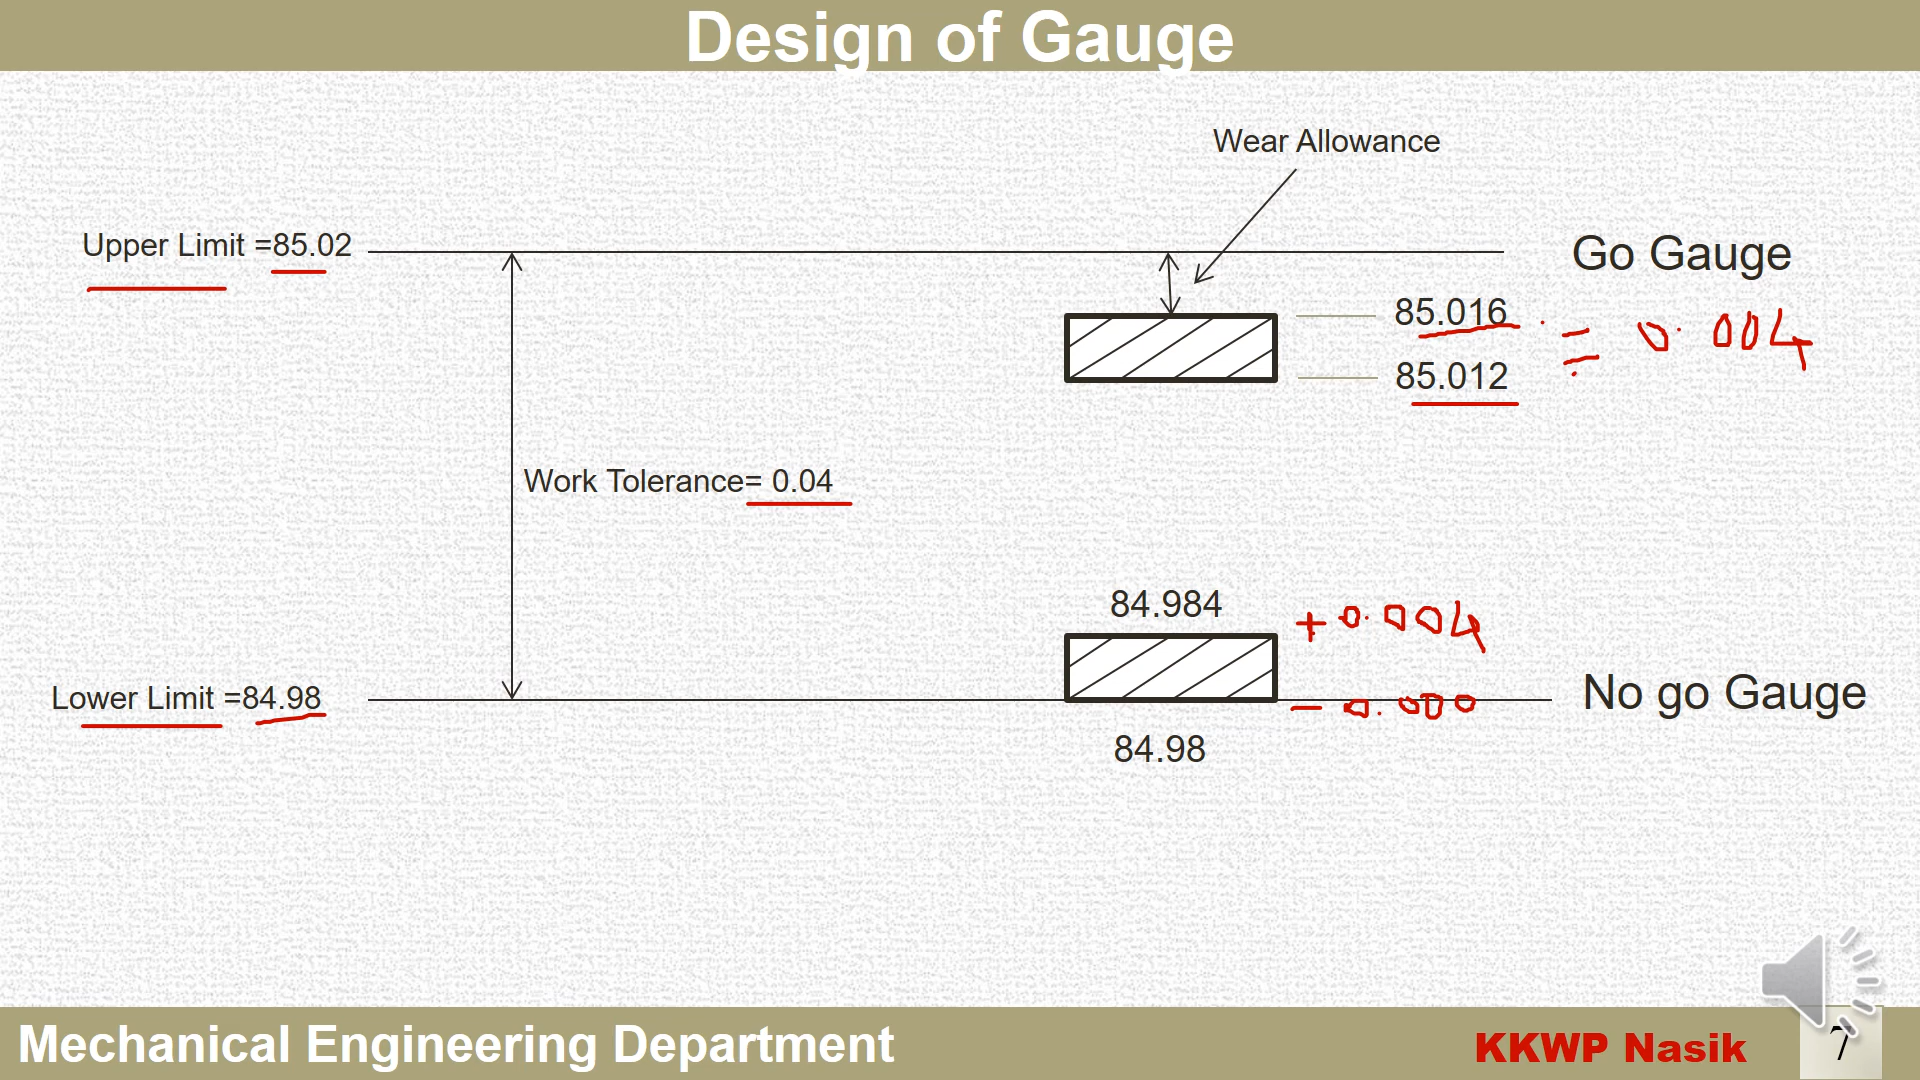 Design of Gauge
Wear Allowance
Upper Limit =85.02
Go Gauge
85.016
= 0.004
85.012
Work Tolerance= 0.04
84.984
+0.004
Lower Limit =84.98
- 0.000
No go Gauge
84.98
Mechanical Engineering Department
KKWP Nasik
7